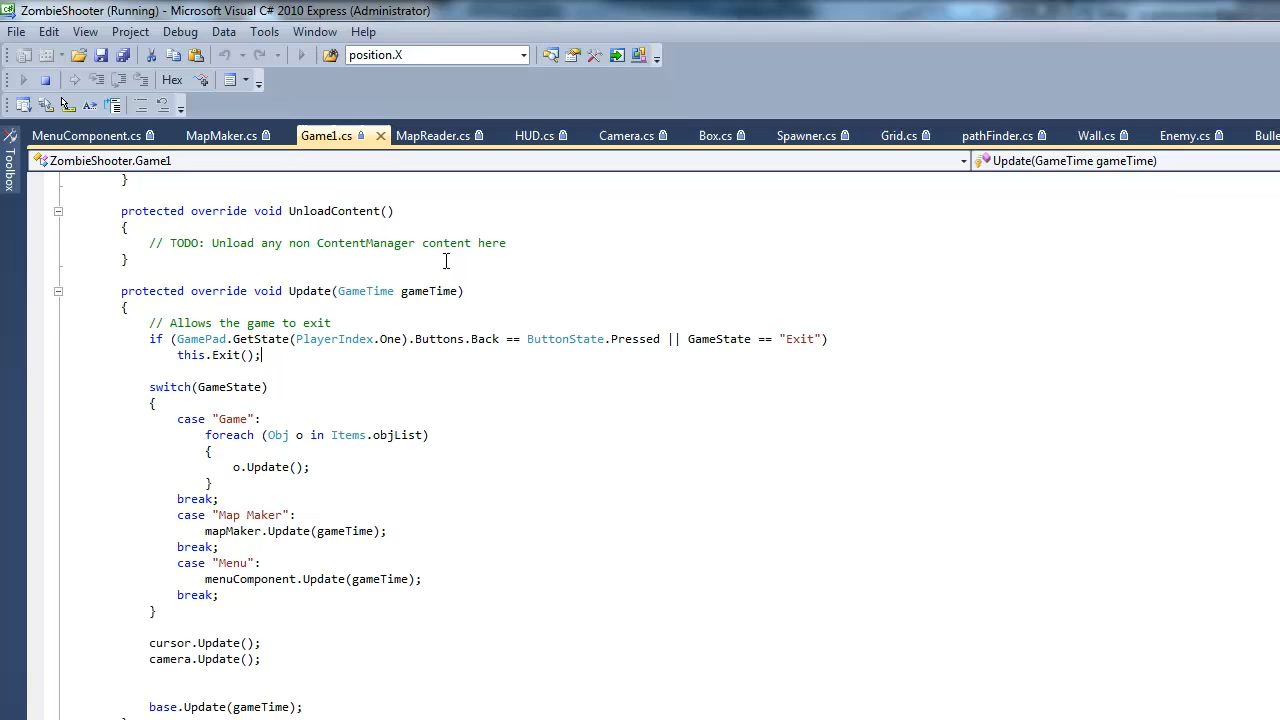 ZombieShooter (Running) - Microsoft Visual C# 2010 Express (Administrator)
File Edit View Project Debug Data Tools Window Help
position.X
Hex
MenuComponent.cs MapMaker.cs Game1.cs MapReader.cs HUD.cs Camera.cs Box.cs Spawner.cs Grid.cs pathFinder.cs Wall.cs Enemy.cs Bulle
Toolbox
ZombieShooter.Game1 Update(GameTime gameTime)
}
protected override void UnloadContent()
{
// TODO: Unload any non ContentManager content here
}
protected override void Update(GameTime gameTime)
{
// Allows the game to exit
if (GamePad.GetState(PlayerIndex.One).Buttons.Back == ButtonState.Pressed || GameState == "Exit")
this.Exit();
switch(GameState)
{
case "Game":
foreach (Obj o in Items.objList)
{
o.Update();
}
break;
case "Map Maker":
mapMaker.Update(gameTime);
break;
case "Menu":
menuComponent.Update(gameTime);
break;
}
cursor.Update();
camera.Update();
base.Update(gameTime);
}